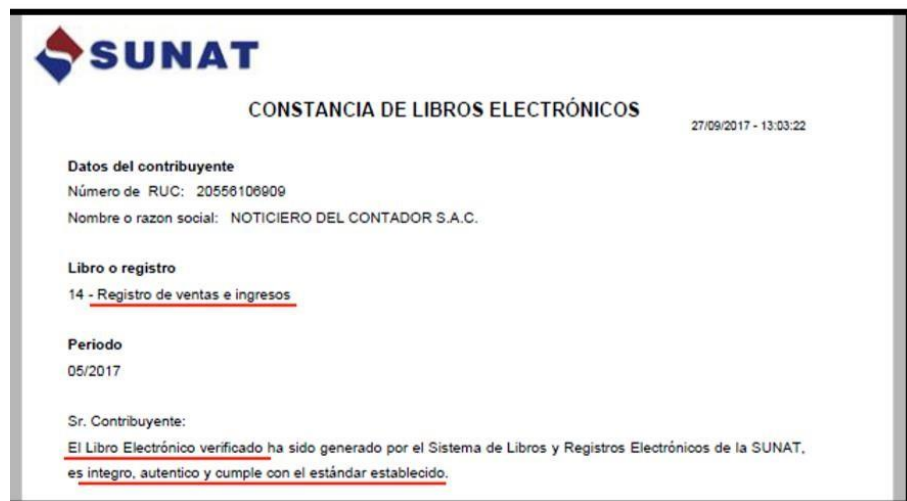 SUNAT
CONSTANCIA DE LIBROS ELECTRÓNICOS
27/09/2017 - 13:03:22
Datos del contribuyente
Número de RUC: 20556106909
Nombre o razon social: NOTICIERO DEL CONTADOR S.A.C.
Libro o registro
14 - Registro de ventas e ingresos
Periodo
05/2017
Sr. Contribuyente:
El Libro Electrónico verificado ha sido generado por el Sistema de Libros y Registros Electrónicos de la SUNAT,
es integro, autentico y cumple con el estándar establecido.